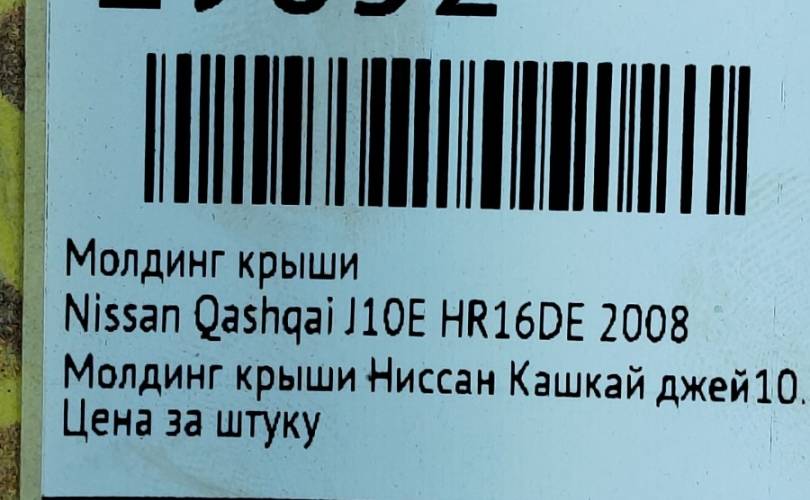 Молдинг крыши
Nissan Qashqai J10E HR16DE 2008
Молдинг крыши Ниссан Кашкай джей10.
Цена за штуку